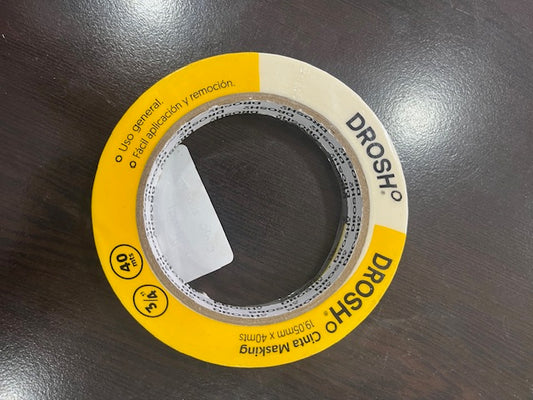 Uso general.
Fácil aplicación y remoción.
DROSH
DROSH
Cinta Masking
19.05mm x 40mts
3/4"
40
mts